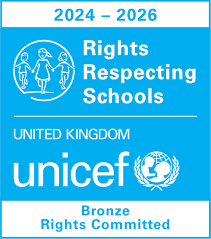 2024 – 2026
Rights
Respecting
Schools
UNITED KINGDOM
unicef
Bronze
Rights Committed